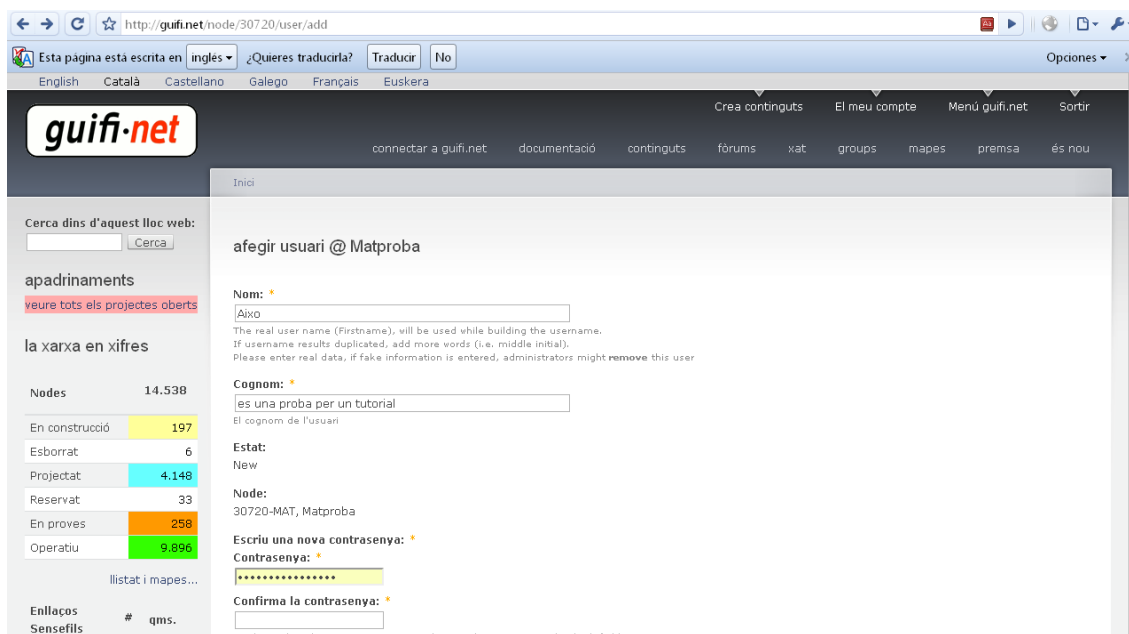 http://guifi.net/node/30720/user/add
Esta página está escrita en inglés ¿Quieres traducirla? Traducir No Opciones
English Català Castellano Galego Français Euskera
Crea continguts El meu compte Menú guifi.net Sortir
guifi·net
connectar a guifi.net documentació continguts fòrums xat groups mapes premsa és nou
Inici
Cerca dins d'aquest lloc web:
Cerca
apadrinaments
veure tots els projectes oberts
la xarxa en xifres
Nodes 14.538
En construcció 197
Esborrat 6
Projectat 4.148
Reservat 33
En proves 258
Operatiu 9.896
llistat i mapes...
Enllaços # qms.
Sensefils
afegir usuari @ Matproba
Nom: *
Aixo
The real user name (Firstname), will be used while building the username.
If username results duplicated, add more words (i.e. middle initial).
Please enter real data, if fake information is entered, administrators might remove this user
Cognom: *
es una proba per un tutorial
El cognom de l'usuari
Estat:
New
Node:
30720-MAT, Matproba
Escriu una nova contrasenya: *
Contrasenya: *
••••••••••••••••
Confirma la contrasenya: *